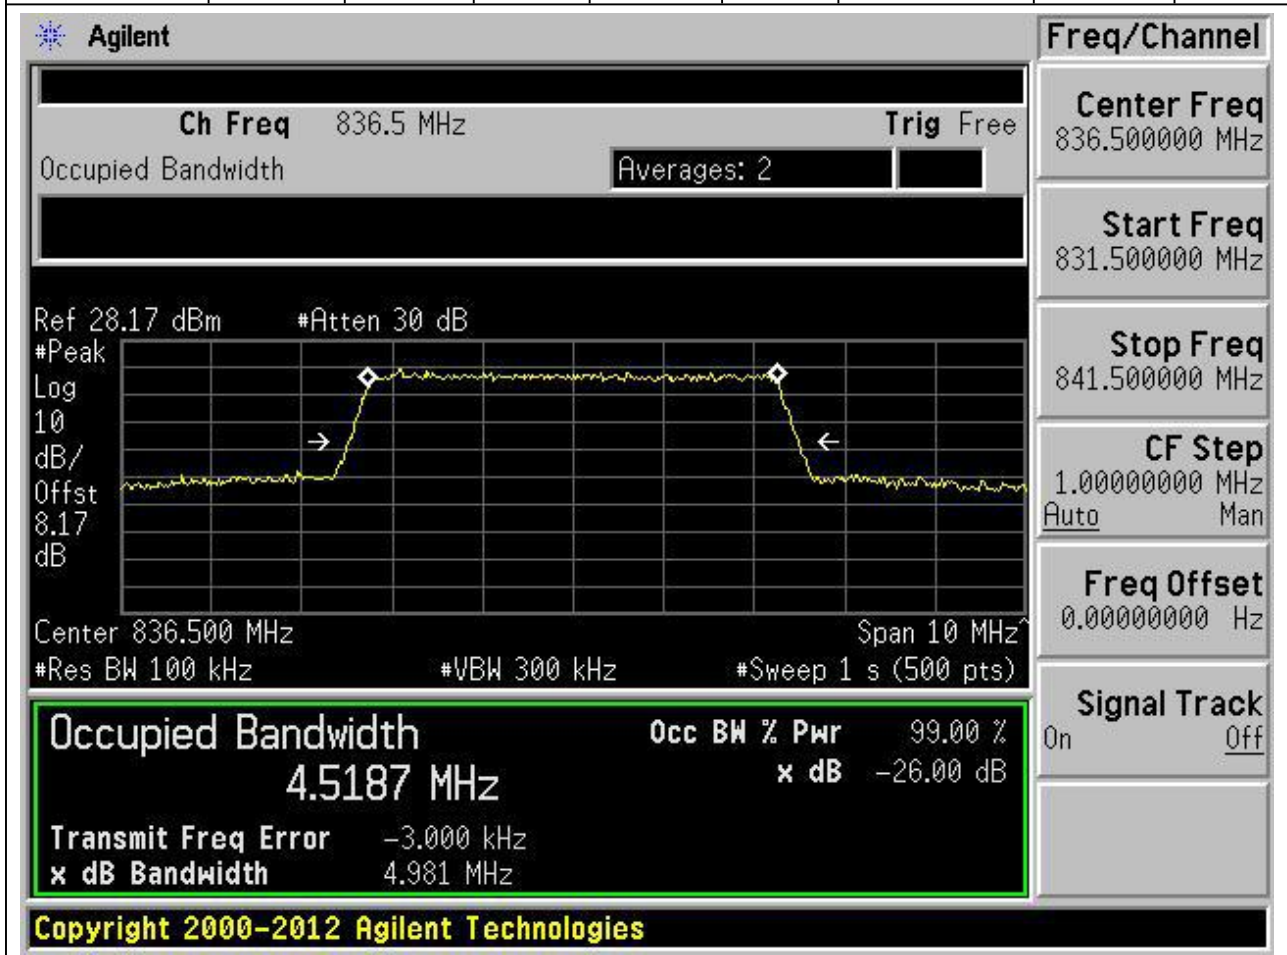 Agilent
Freq/Channel
Ch Freq 836.5 MHz Trig Free
Occupied Bandwidth Averages: 2
Center Freq
836.500000 MHz
Start Freq
831.500000 MHz
Stop Freq
841.500000 MHz
CF Step
1.00000000 MHz
Auto Man
Freq Offset
0.00000000 Hz
Signal Track
On Off
Ref 28.17 dBm #Atten 30 dB
#Peak
Log
10
dB/
Offst
8.17
dB
Center 836.500 MHz Span 10 MHz^
#Res BW 100 kHz #VBW 300 kHz #Sweep 1 s (500 pts)
Occupied Bandwidth Occ BW % Pwr 99.00 %
4.5187 MHz x dB -26.00 dB
Transmit Freq Error -3.000 kHz
x dB Bandwidth 4.981 MHz
Copyright 2000-2012 Agilent Technologies